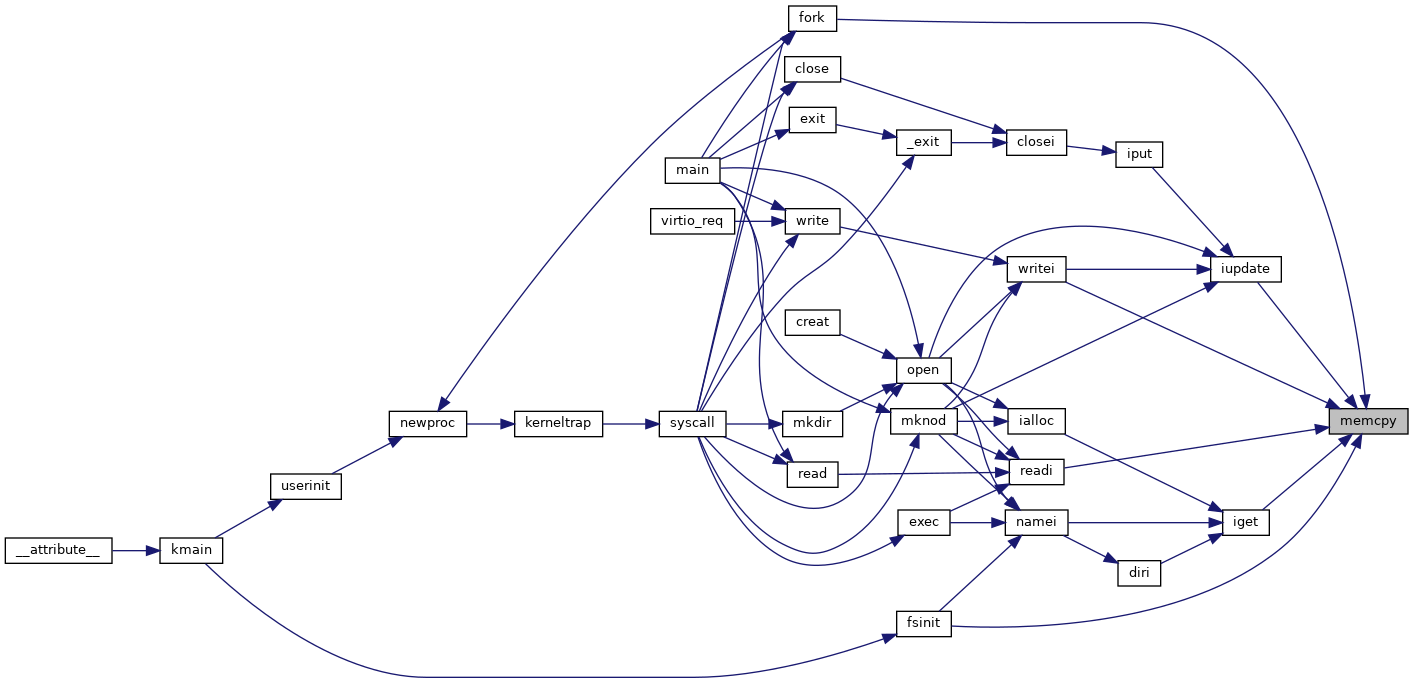 fork
close
exit
_exit
closei
iput
main
virtio_req
write
writei
iupdate
creat
open
memcpy
newproc
kerneltrap
syscall
mkdir
mknod
ialloc
read
readi
userinit
exec
namei
iget
__attribute__
kmain
diri
fsinit